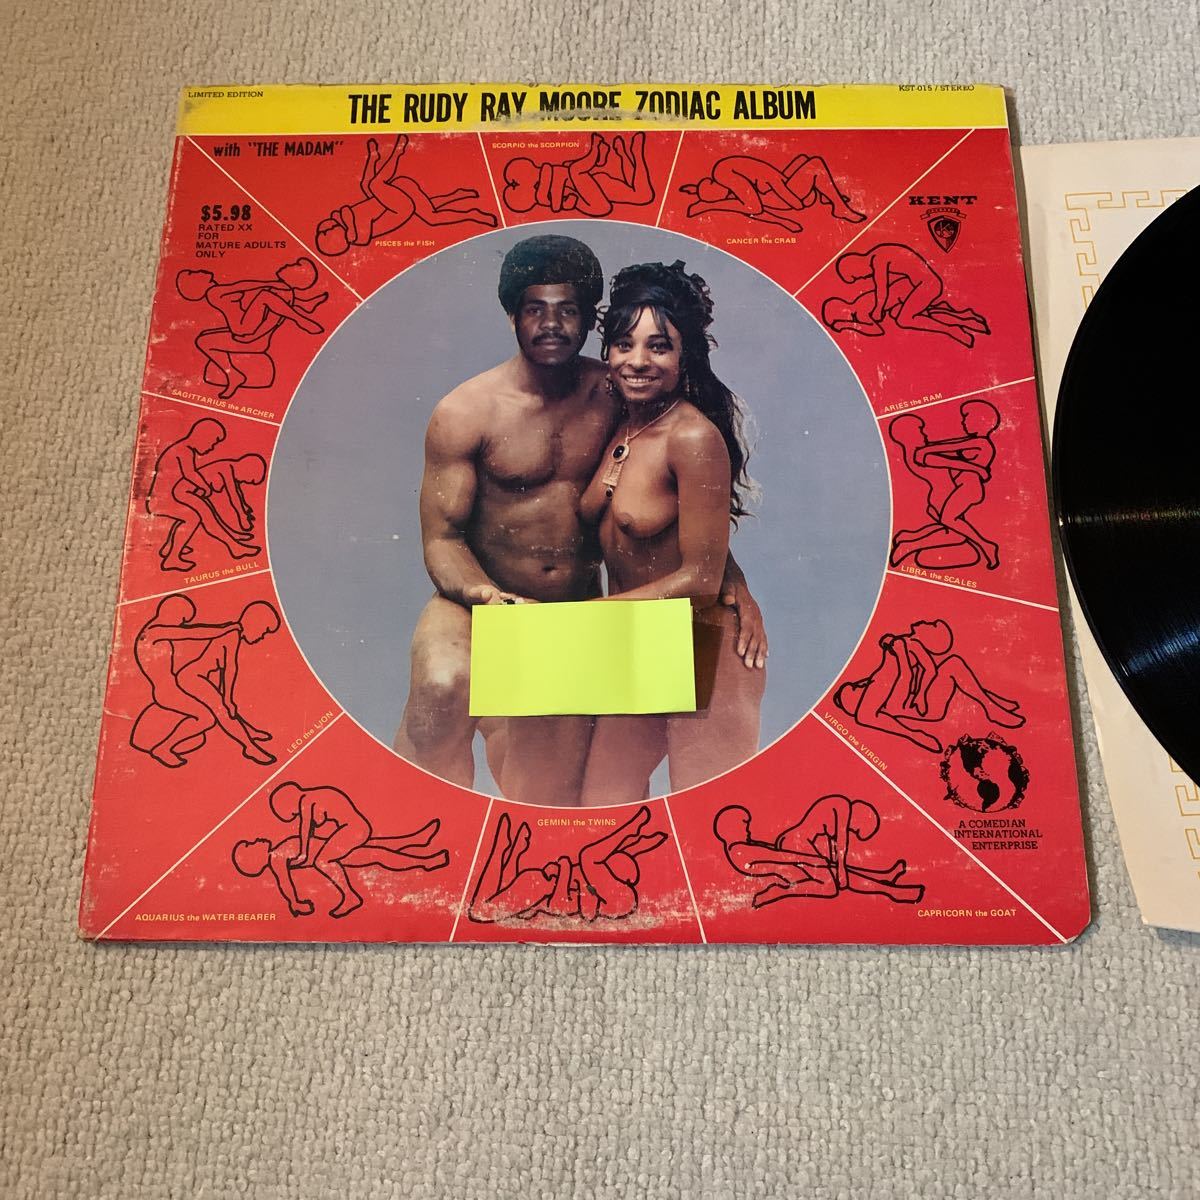 LIMITED EDITION
THE RUDY RAY MOORE ZODIAC ALBUM
KST-015 / STEREO
with "THE MADAM"
$5.98
RATED XX
FOR
MATURE ADULTS
ONLY
PISCES the FISH
SCORPIO the SCORPION
CANCER the CRAB
KENT
SAGITTARIUS the ARCHER
ARIES the RAM
TAURUS the BULL
LIBRA the SCALES
LEO the LION
VIRGO the VIRGIN
A COMEDIAN
INTERNATIONAL
ENTERPRISE
AQUARIUS the WATER-BEARER
GEMINI the TWINS
CAPRICORN the GOAT